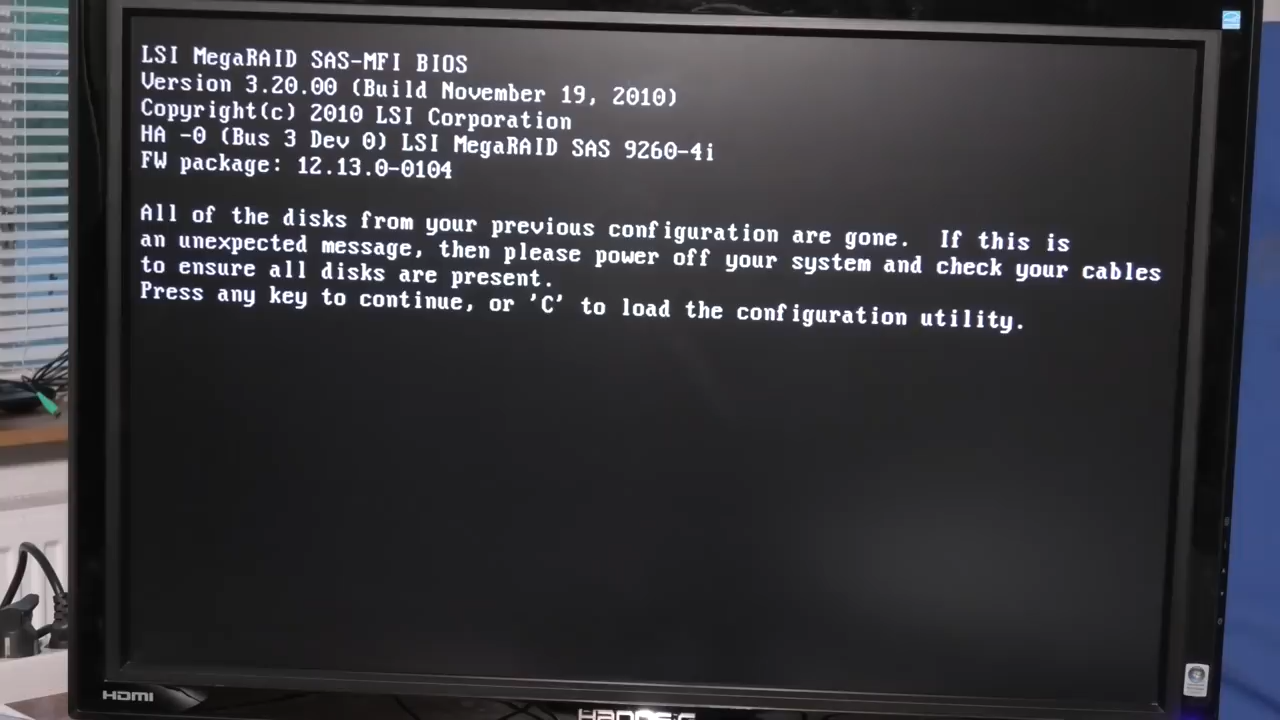 LSI MegaRAID SAS-MFI BIOS
Version 3.20.00 (Build November 19, 2010)
Copyright(c) 2010 LSI Corporation
HA -0 (Bus 3 Dev 0) LSI MegaRAID SAS 9260-4i
FW package: 12.13.0-0104
All of the disks from your previous configuration are gone.  If this is
an unexpected message, then please power off your system and check your cables
to ensure all disks are present.
Press any key to continue, or 'C' to load the configuration utility.
HDMI
HANNS-G